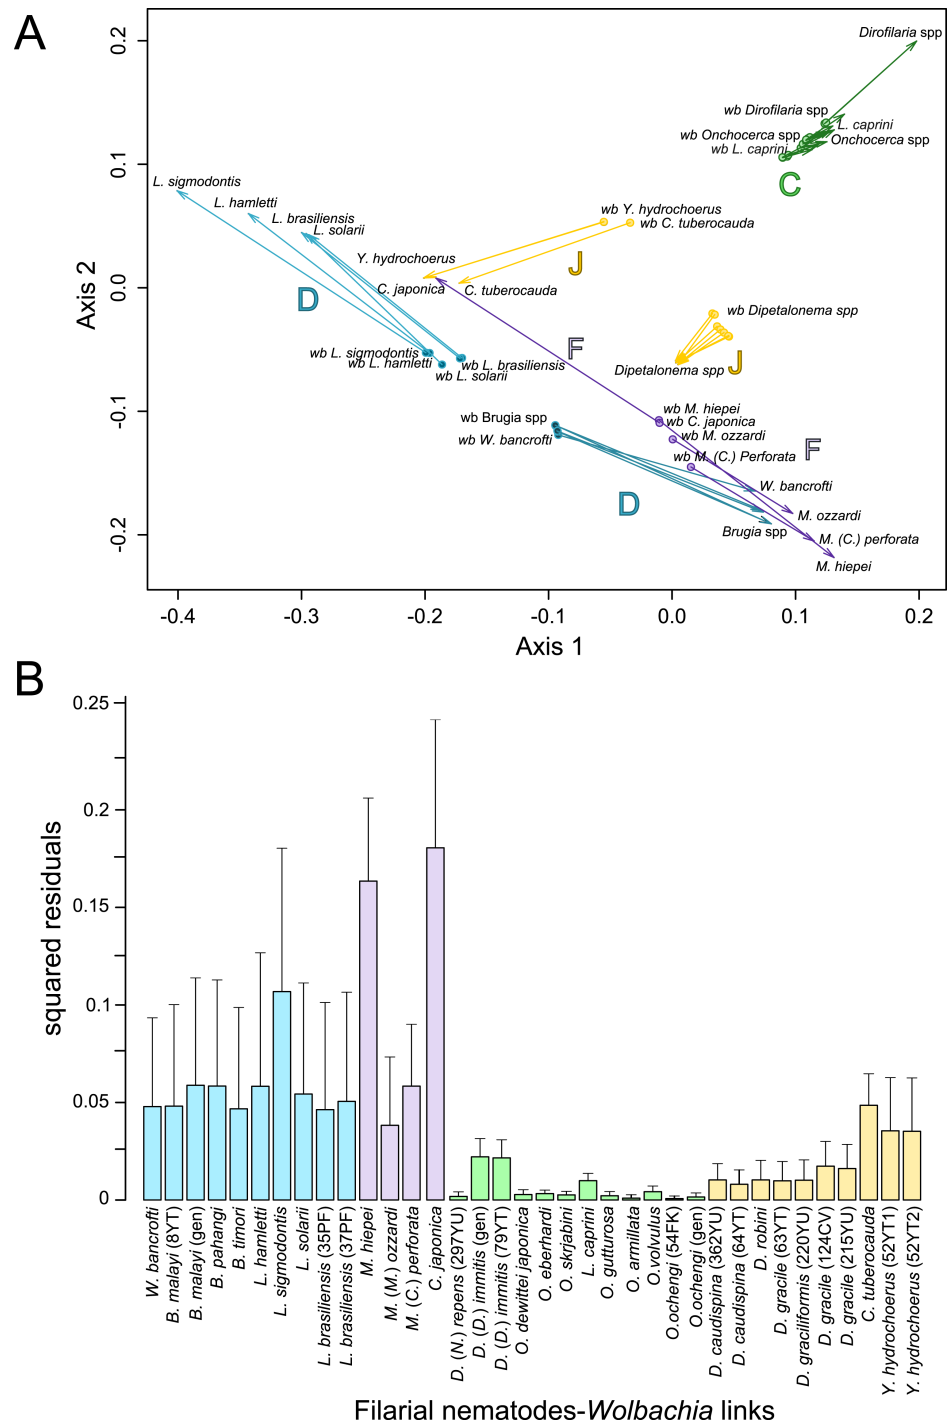 A
Axis 2
0.2
0.1
0.0
-0.1
-0.2
Dirofilaria spp
wb Dirofilaria spp
L. caprini
wb Onchocerca spp
Onchocerca spp
wb L. caprini
C
L. sigmodontis
L. hamletti
L. brasiliensis
L. solarii
wb Y. hydrochoerus
wb C. tuberocauda
Y. hydrochoerus
J
C. japonica
C. tuberocauda
D
wb Dipetalonema spp
F
wb L. sigmodontis
wb L. hamletti
wb L. brasiliensis
wb L. solarii
Dipetalonema spp
J
wb M. hiepei
wb Brugia spp
wb C. japonica
wb W. bancrofti
wb M. ozzardi
F
wb M. (C.) Perforata
W. bancrofti
D
M. ozzardi
Brugia spp
M. (C.) perforata
M. hiepei
-0.4
-0.3
-0.2
-0.1
0.0
0.1
0.2
Axis 1
B
squared residuals
0.25
0.2
0.15
0.1
0.05
0
W. bancrofti
B. malayi (8YT)
B. malayi (gen)
B. pahangi
B. timori
L. hamletti
L. sigmodontis
L. solarii
L. brasiliensis (35PF)
L. brasiliensis (37PF)
M. hiepei
M. (M.) ozzardi
M. (C.) perforata
C. japonica
D. (N.) repens (297YU)
D. (D.) immitis (gen)
D. (D.) immitis (79YT)
O. dewittei japonica
O. eberhardi
O. skrjabini
L. caprini
O. gutturosa
O. armillata
O.volvulus
O.ochengi (54FK)
O.ochengi (gen)
D. caudispina (362YU)
D. caudispina (64YT)
D. robini
D. gracile (63YT)
D. graciliformis (220YU)
D. gracile (124CV)
D. gracile (215YU)
C. tuberocauda
Y. hydrochoerus (52YT1)
Y. hydrochoerus (52YT2)
Filarial nematodes-Wolbachia links